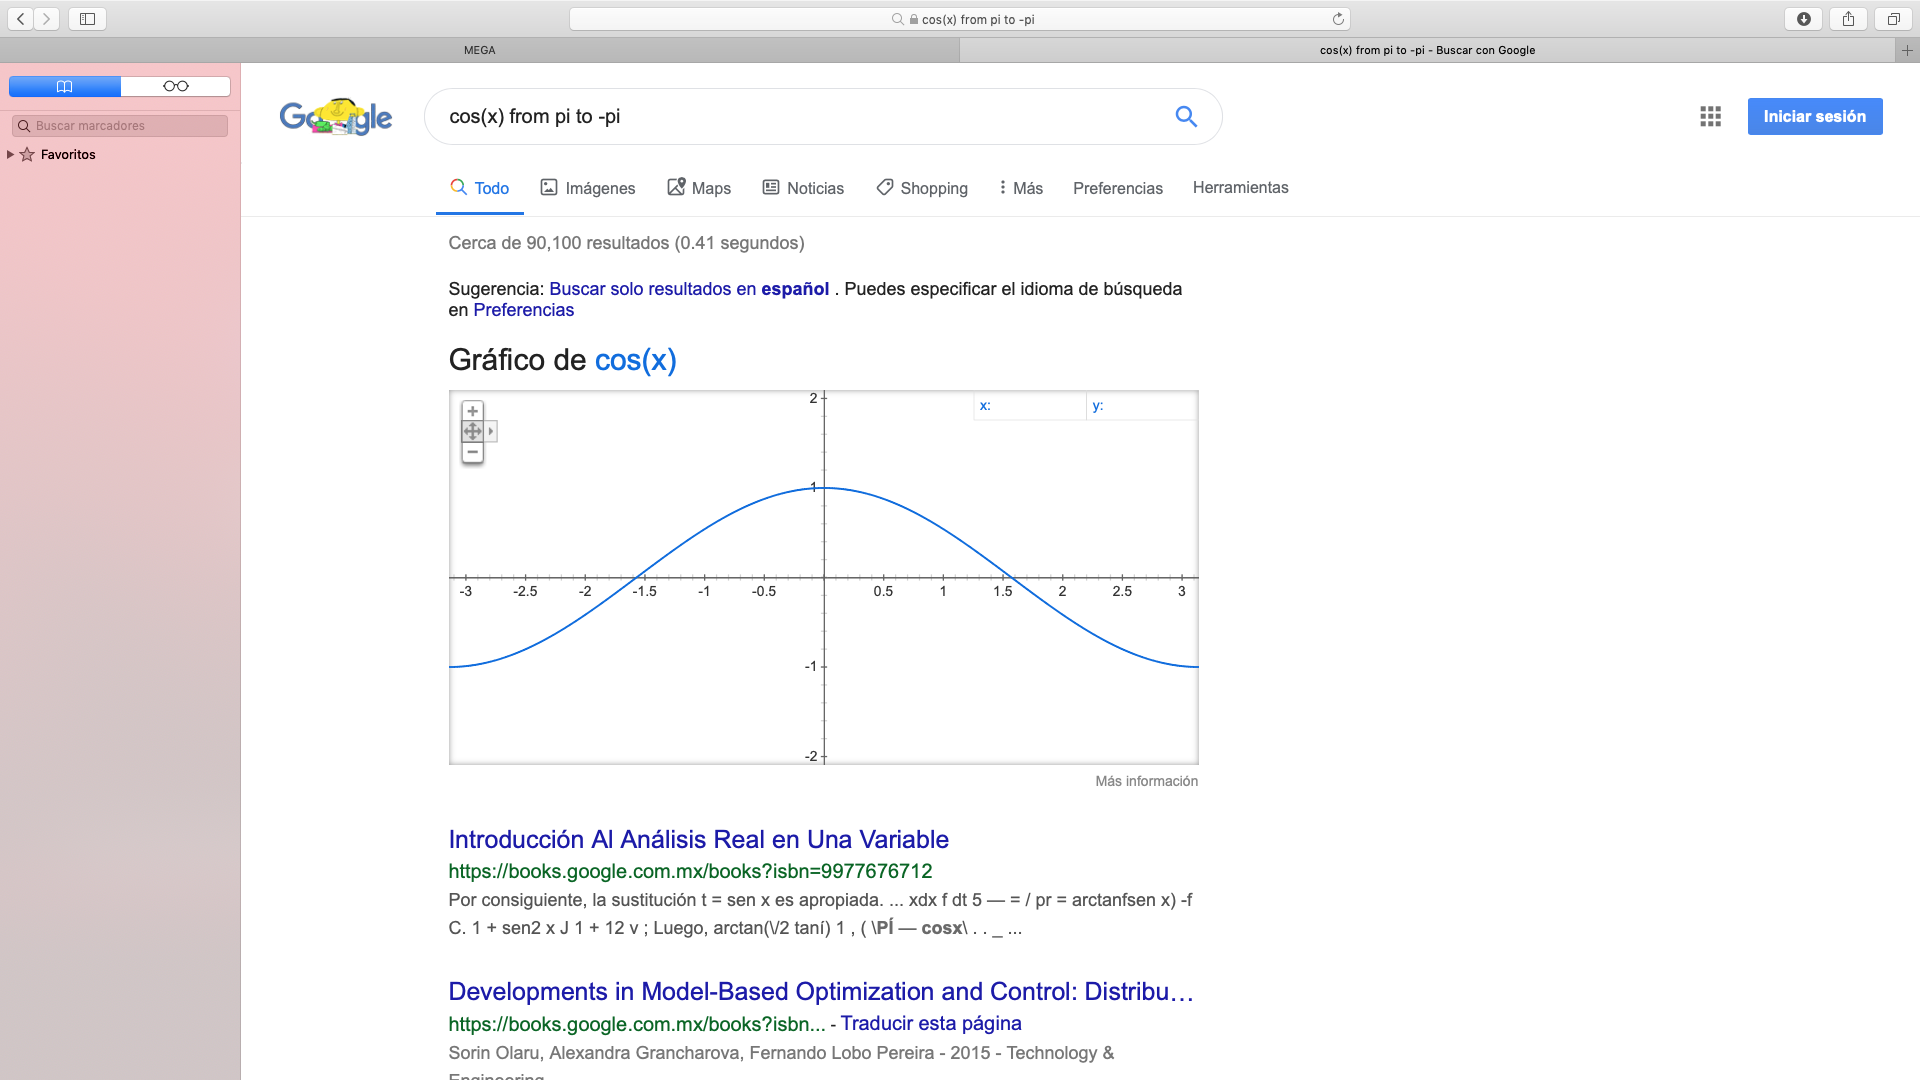 cos(x) from pi to -pi
MEGA
cos(x) from pi to -pi - Buscar con Google
Buscar marcadores
Favoritos
Google
cos(x) from pi to -pi
Iniciar sesión
Todo Imágenes Maps Noticias Shopping Más Preferencias Herramientas
Cerca de 90,100 resultados (0.41 segundos)
Sugerencia: Buscar solo resultados en español . Puedes especificar el idioma de búsqueda
en Preferencias
Gráfico de cos(x)
x: y:
2
1
-3 -2.5 -2 -1.5 -1 -0.5 0.5 1 1.5 2 2.5 3
-1
-2
Más información
Introducción Al Análisis Real en Una Variable
https://books.google.com.mx/books?isbn=9977676712
Por consiguiente, la sustitución t = sen x es apropiada. ... xdx f dt 5 — = / pr = arctanfsen x) -f
C. 1 + sen2 x J 1 + 12 v ; Luego, arctan(\/2 taní) 1 , ( \PÍ — cosx\ . . _ ...
Developments in Model-Based Optimization and Control: Distribu...
https://books.google.com.mx/books?isbn... - Traducir esta página
Sorin Olaru, Alexandra Grancharova, Fernando Lobo Pereira - 2015 - Technology &
Engineering